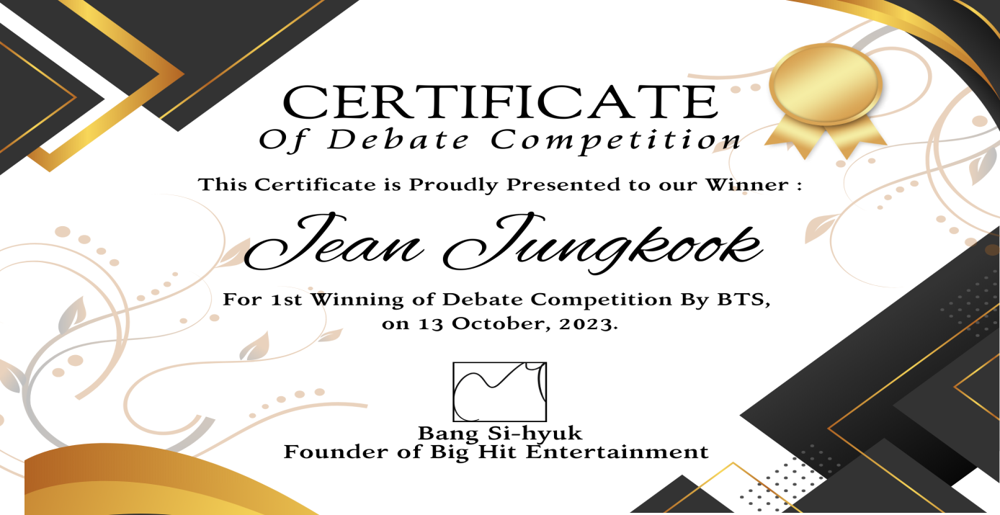 CERTIFICATE
Of Debate Competition
This Certificate is Proudly Presented to our Winner :
Jean Jungkook
For 1st Winning of Debate Competition By BTS,
on 13 October, 2023.
Bang Si-hyuk
Founder of Big Hit Entertainment